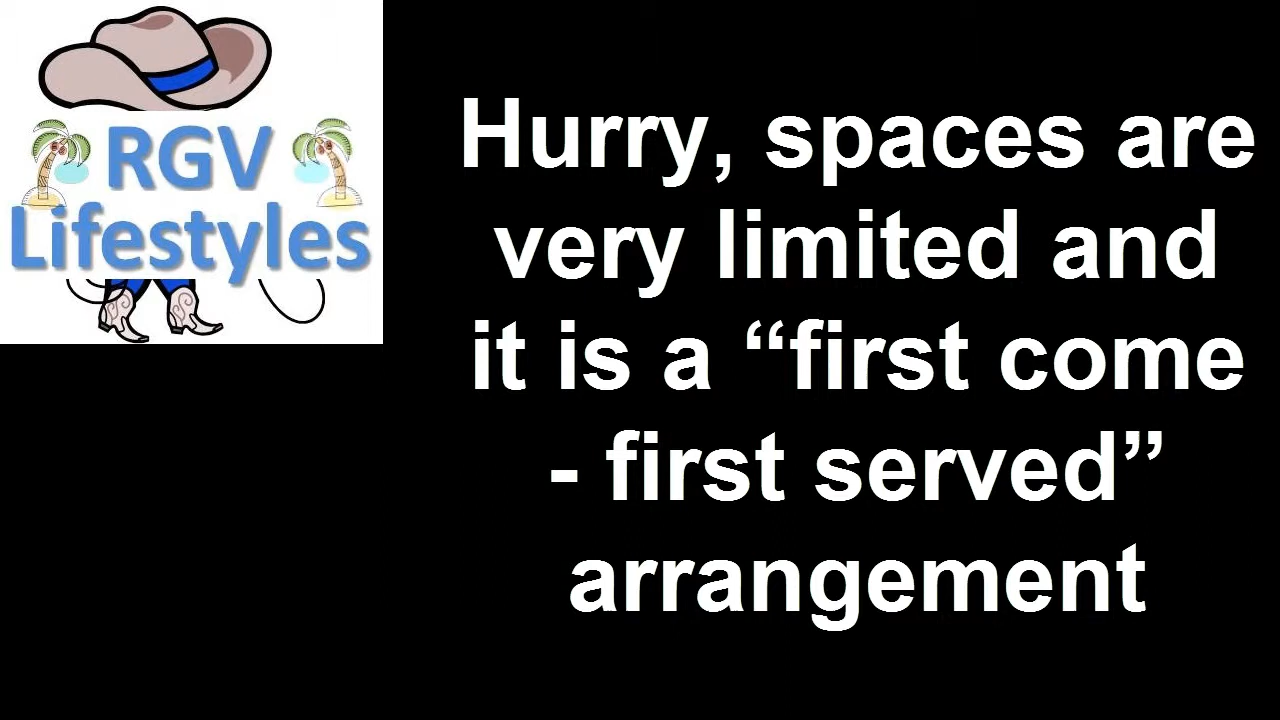 RGV
Lifestyles
Hurry, spaces are
very limited and
it is a “first come
- first served”
arrangement